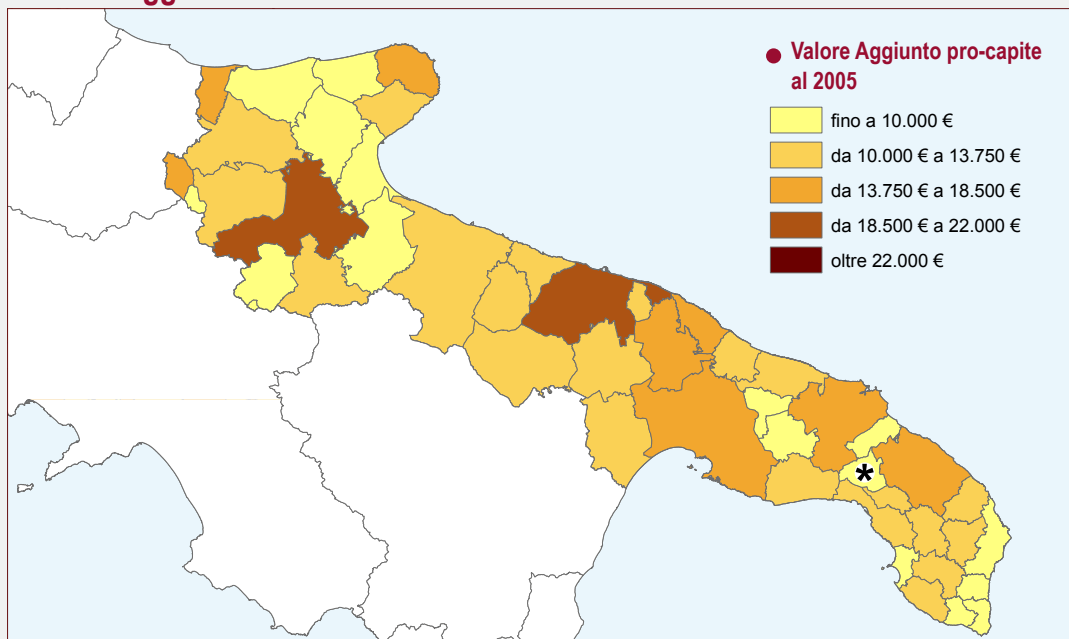 Valore Aggiunto pro-capite
al 2005
fino a 10.000 €
da 10.000 € a 13.750 €
da 13.750 € a 18.500 €
da 18.500 € a 22.000 €
oltre 22.000 €
*